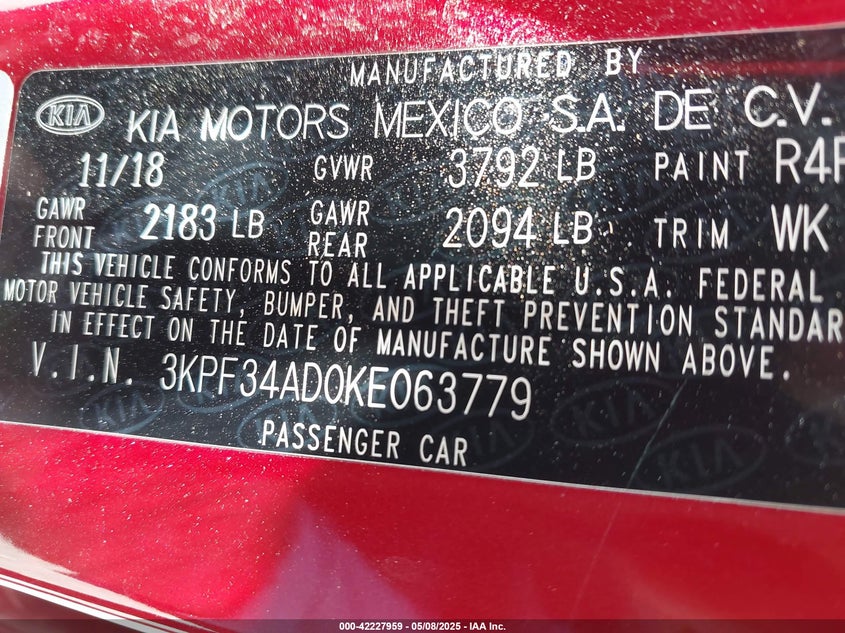 MANUFACTURED BY
KIA KIA MOTORS MEXICO S.A. DE C.V.
11/18 GVWR 3792 LB PAINT R4R
GAWR FRONT 2183 LB GAWR REAR 2094 LB TRIM WK
THIS VEHICLE CONFORMS TO ALL APPLICABLE U.S.A. FEDERAL
MOTOR VEHICLE SAFETY, BUMPER, AND THEFT PREVENTION STANDAR
IN EFFECT ON THE DATE OF MANUFACTURE SHOWN ABOVE.
V.I.N. 3KPF34AD0KE063779
PASSENGER CAR
000-42227959 - 05/08/2025 - IAA Inc.